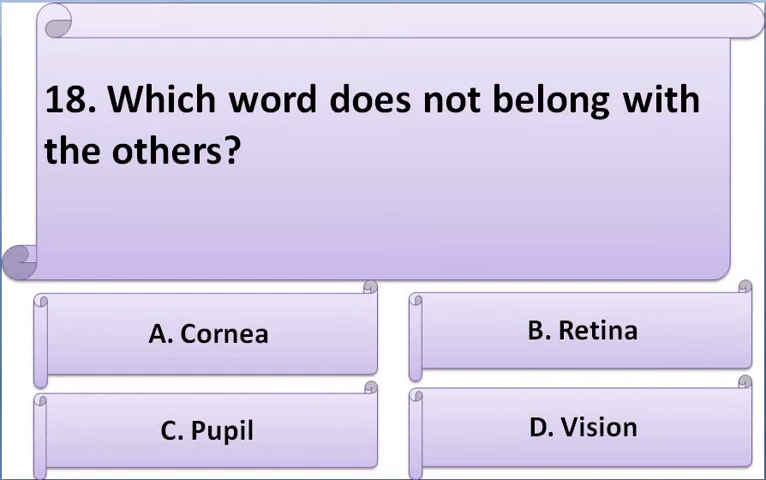 18. Which word does not belong with
the others?
A. Cornea
B. Retina
C. Pupil
D. Vision